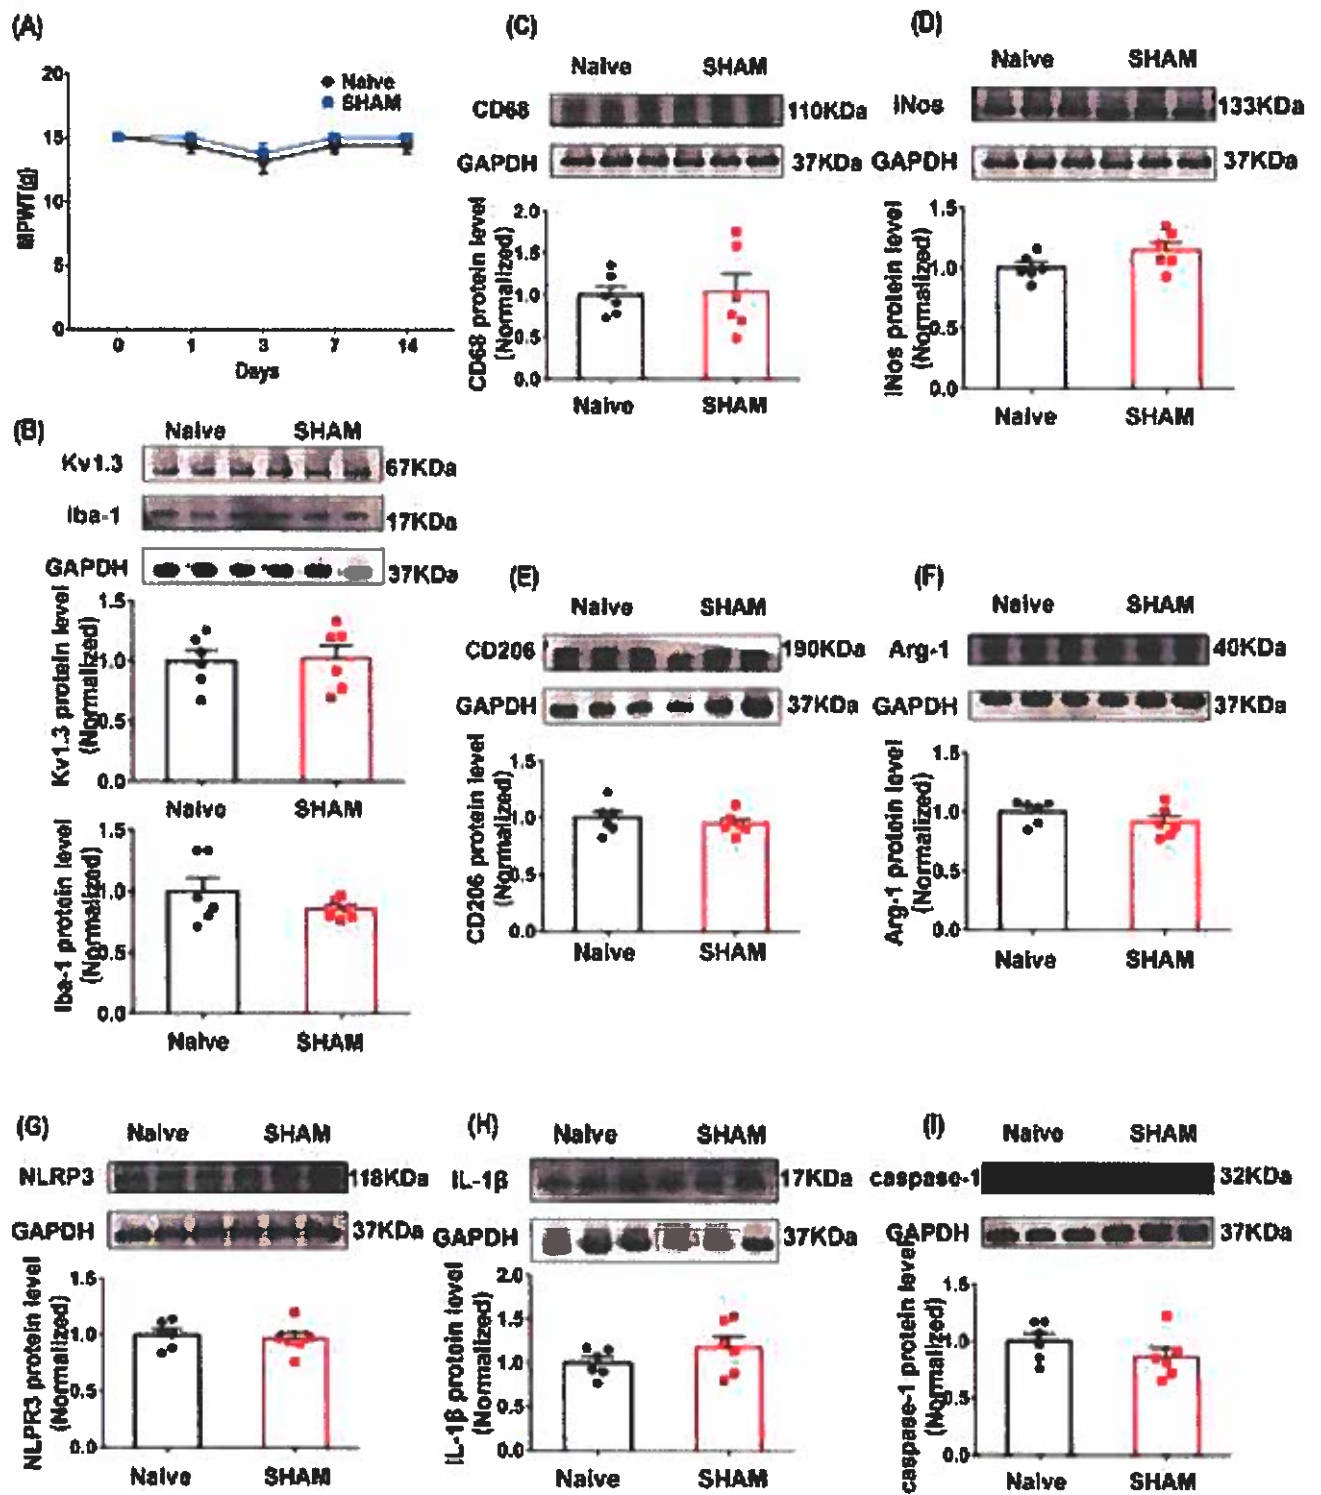 (A)
20
15
10
5
0
MPWT(g)
Naive
SHAM
0 1 3 7 14
Days
(B)
Naive SHAM
Kv1.3 67KDa
Iba-1 17KDa
GAPDH 37KDa
Kv1.3 protein level
(Normalized)
1.5
1.0
0.5
0.0
Naive SHAM
Iba-1 protein level
(Normalized)
1.5
1.0
0.5
0.0
Naive SHAM
(C)
Naive SHAM
CD68 110KDa
GAPDH 37KDa
CD68 protein level
(Normalized)
2.0
1.5
1.0
0.5
0.0
Naive SHAM
(D)
Naive SHAM
iNos 133KDa
GAPDH 37KDa
iNos protein level
(Normalized)
1.5
1.0
0.5
0.0
Naive SHAM
(E)
Naive SHAM
CD206 190KDa
GAPDH 37KDa
CD206 protein level
(Normalized)
1.5
1.0
0.5
0.0
Naive SHAM
(F)
Naive SHAM
Arg-1 40KDa
GAPDH 37KDa
Arg-1 protein level
(Normalized)
1.5
1.0
0.5
0.0
Naive SHAM
(G)
Naive SHAM
NLRP3 118KDa
GAPDH 37KDa
NLPR3 protein level
(Normalized)
1.5
1.0
0.5
0.0
Naive SHAM
(H)
Naive SHAM
IL-1β 17KDa
GAPDH 37KDa
IL-1β protein level
(Normalized)
2.0
1.5
1.0
0.5
0.0
Naive SHAM
(I)
Naive SHAM
caspase-1 32KDa
GAPDH 37KDa
caspase-1 protein level
(Normalized)
1.5
1.0
0.5
0.0
Naive SHAM